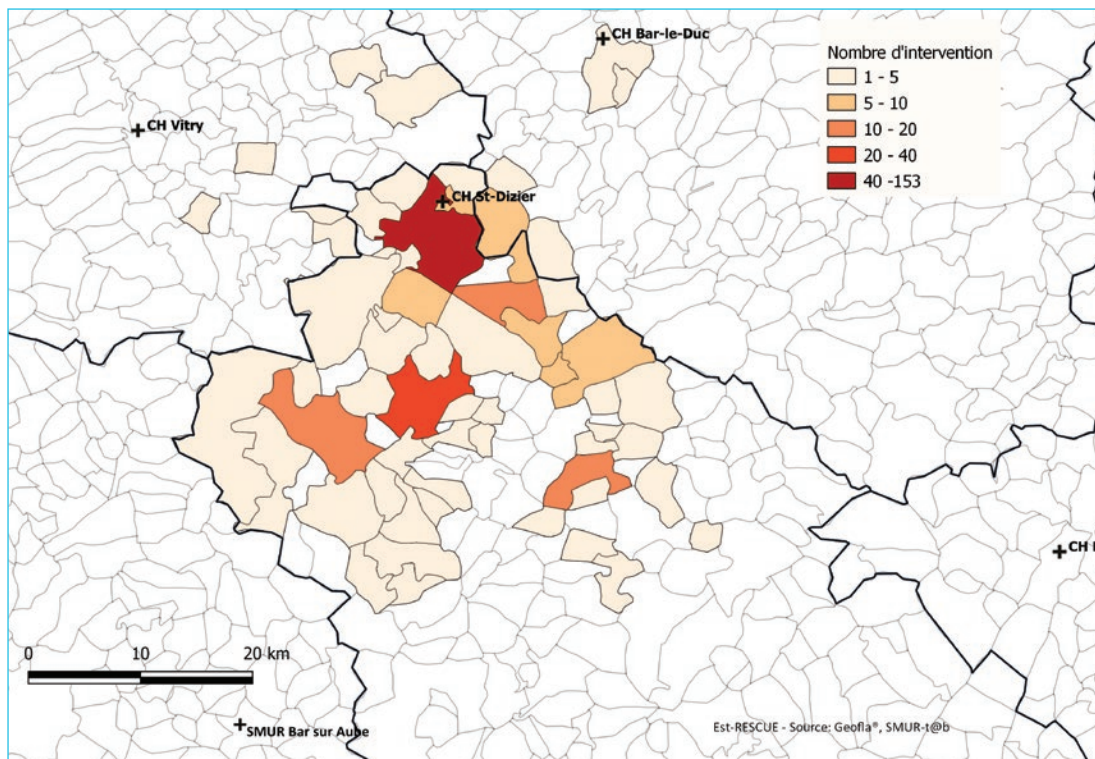 CH Bar-le-Duc
Nombre d'intervention
1 - 5
5 - 10
10 - 20
20 - 40
40 -153
CH Vitry
CH St-Dizier
CH
0 10 20 km
SMUR Bar sur Aube
Est-RESCUE - Source: Geofla®, SMUR-t@b